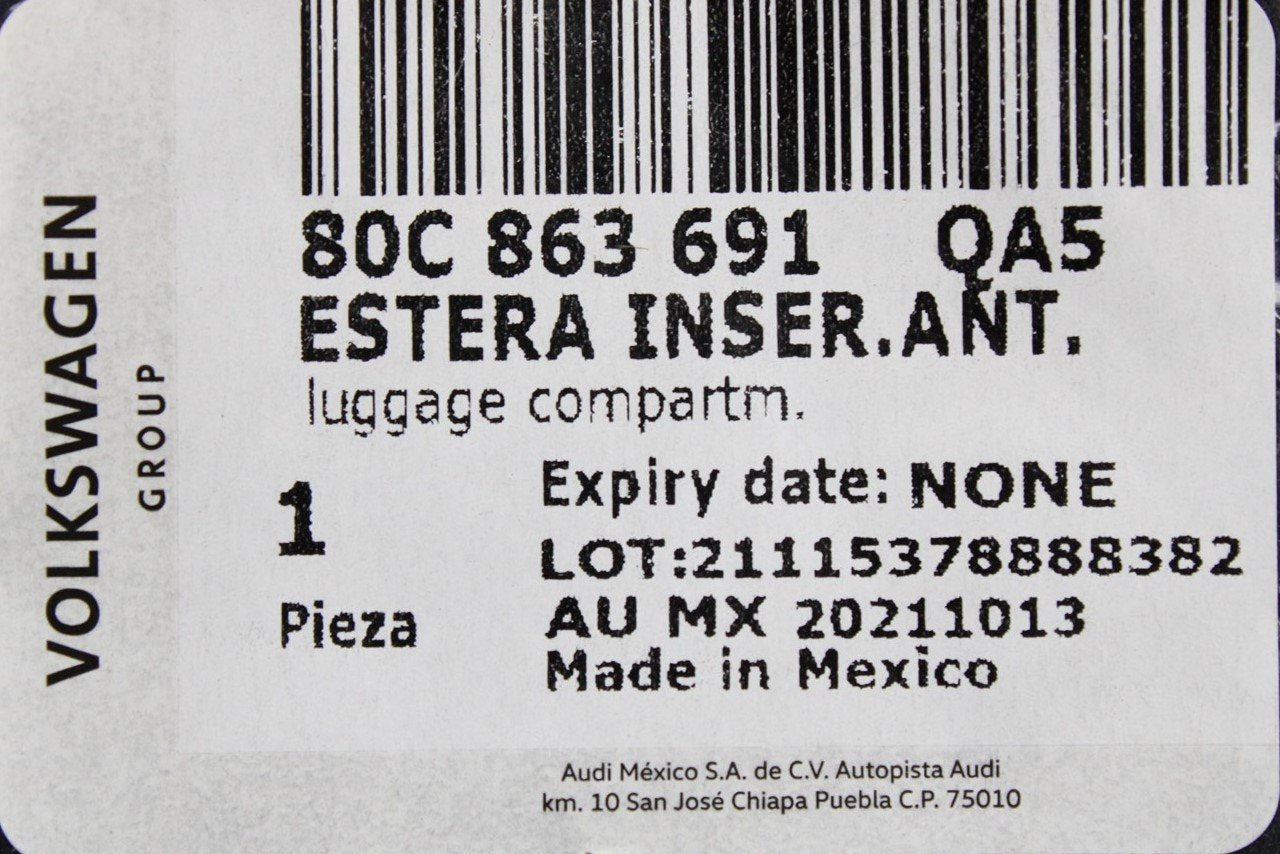 VOLKSWAGEN
GROUP
80C 863 691 QA5
ESTERA INSER.ANT.
luggage compartm.
1
Pieza
Expiry date: NONE
LOT:211153788888382
AU MX 20211013
Made in Mexico
Audi México S.A. de C.V. Autopista Audi
km. 10 San José Chiapa Puebla C.P. 75010